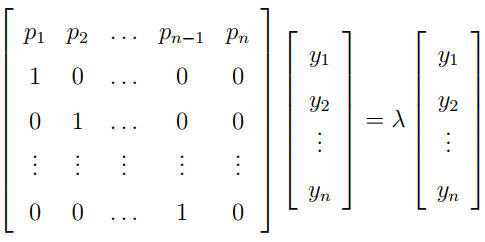 p₁ p₂ … pₙ₋₁ pₙ
1 0 … 0 0 y₁ y₁
0 1 … 0 0 y₂ = λ y₂
⋮ ⋮ ⋮ ⋮ ⋮ ⋮ ⋮
0 0 … 1 0 yₙ yₙ